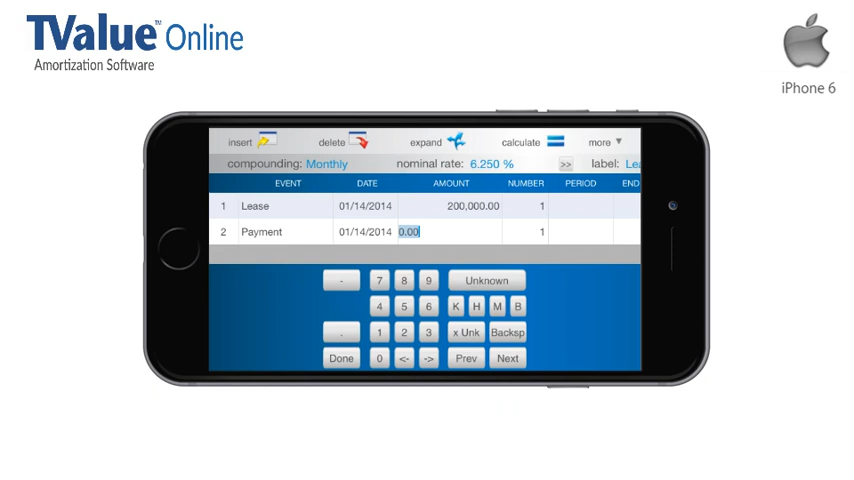 TValue™ Online
Amortization Software
iPhone 6
insert delete expand calculate more
compounding: Monthly nominal rate: 6.250 % >> label: Lea
EVENT DATE AMOUNT NUMBER PERIOD END
1 Lease 01/14/2014 200,000.00 1
2 Payment 01/14/2014 0.00 1
- 7 8 9 Unknown
4 5 6 K H M B
. 1 2 3 x Unk Backsp
Done 0 <- -> Prev Next